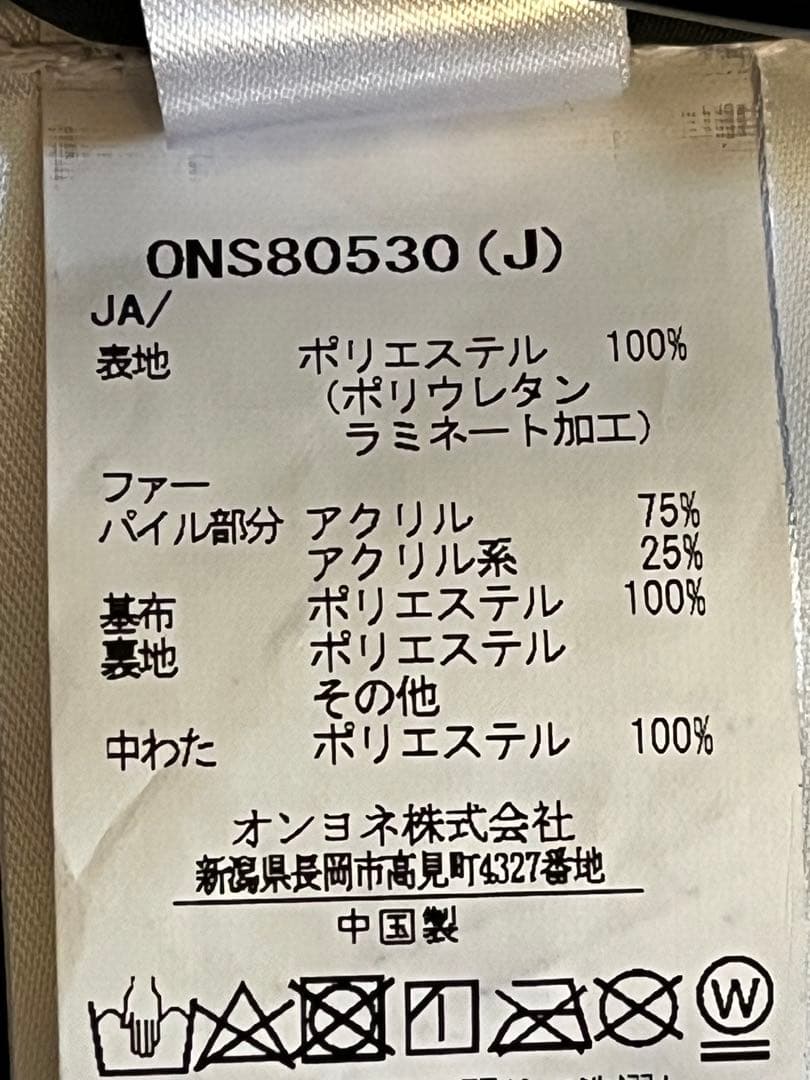 ONS80530(J)
JA/
表地 ポリエステル 100%
(ポリウレタン
ラミネート加工)
ファー
パイル部分 アクリル 75%
アクリル系 25%
基布 ポリエステル 100%
裏地 ポリエステル
その他
中わた ポリエステル 100%
オンヨネ株式会社
新潟県長岡市高見町4327番地
中国製
W